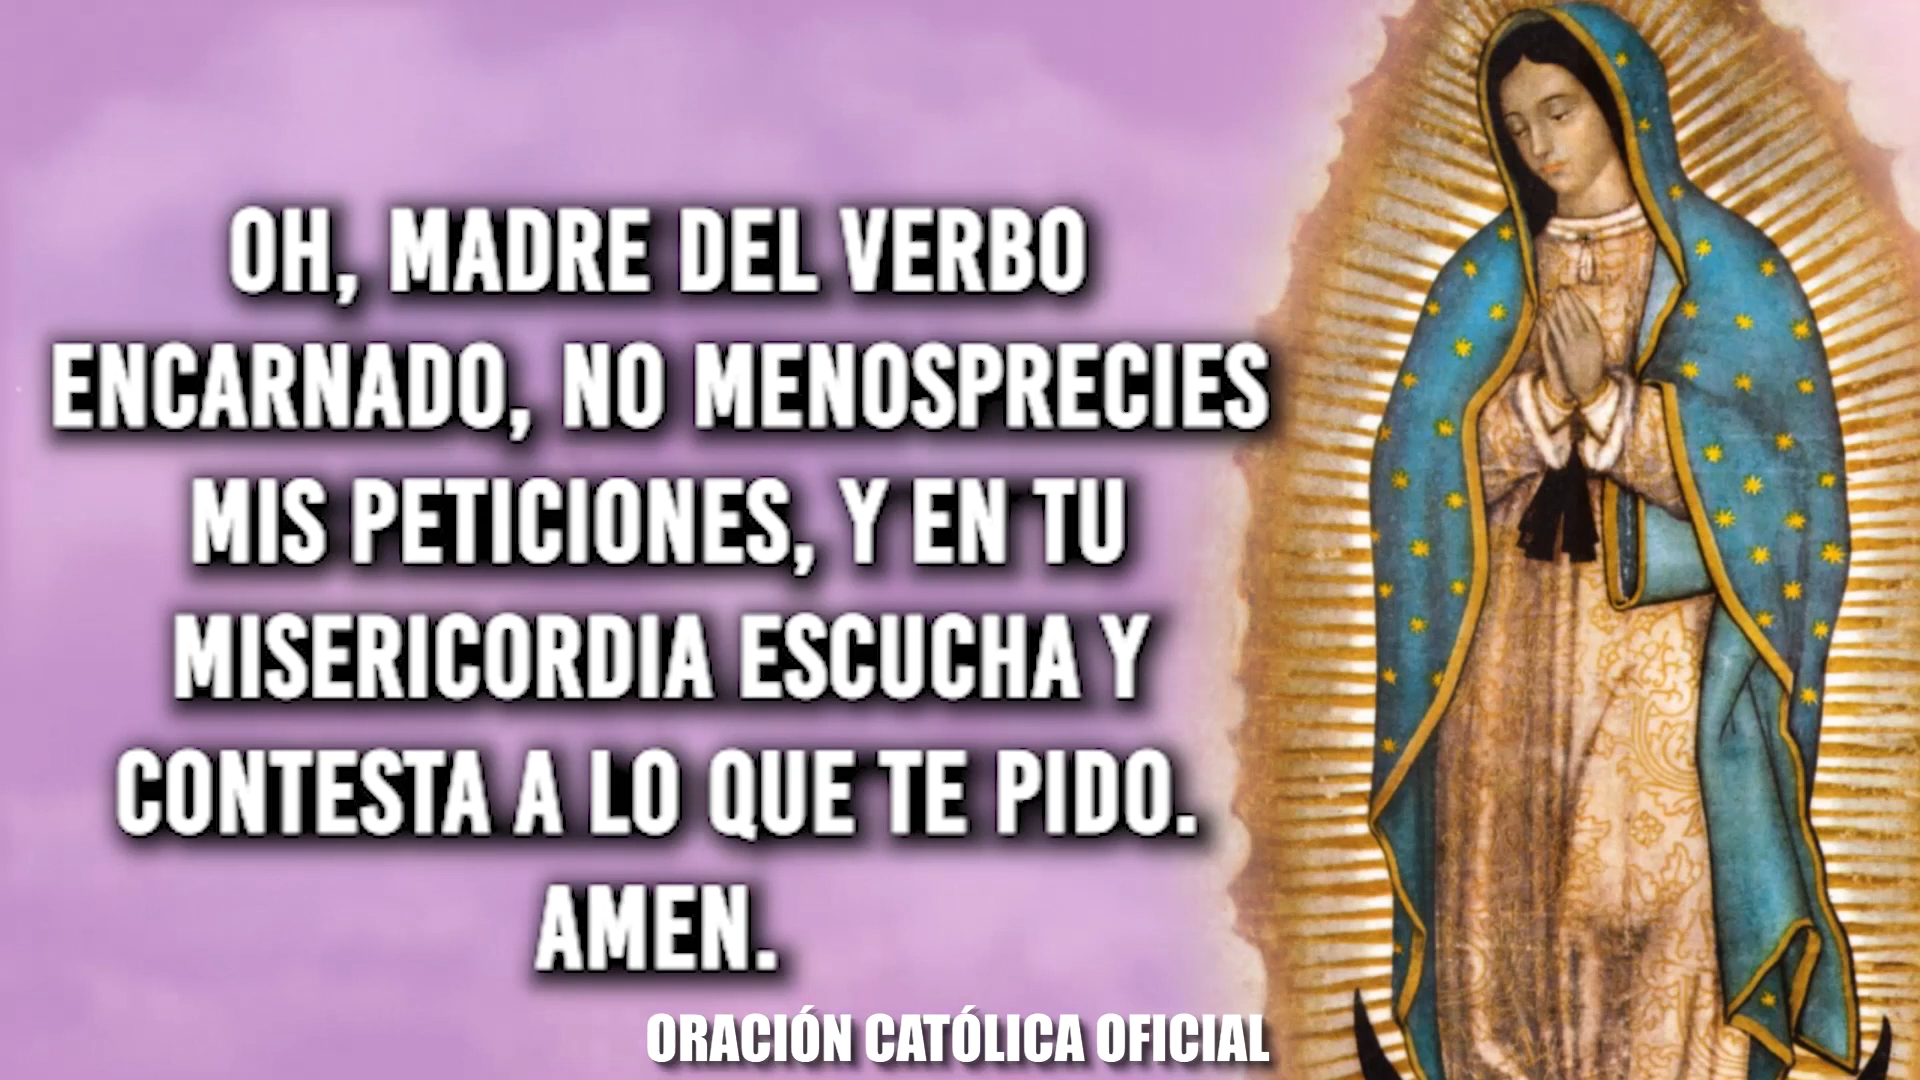 OH, MADRE DEL VERBO
ENCARNADO, NO MENOSPRECIES
MIS PETICIONES, Y EN TU
MISERICORDIA ESCUCHA Y
CONTESTA A LO QUE TE PIDO.
AMEN.
ORACIÓN CATÓLICA OFICIAL